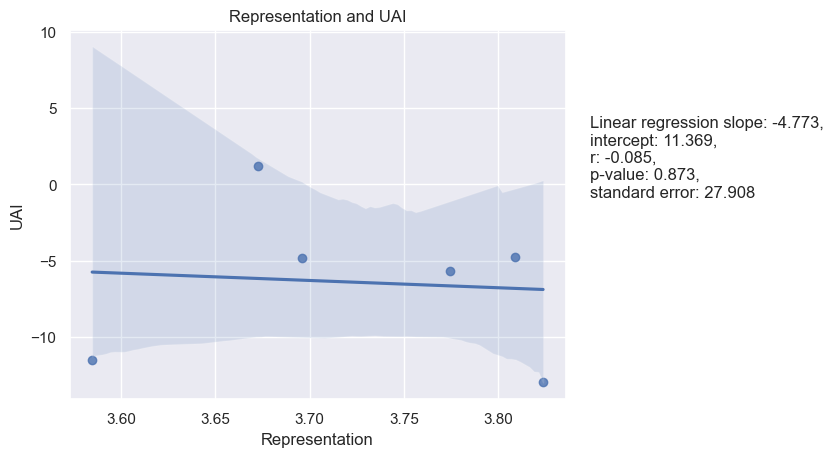 Representation and UAI
10
5
0
−5
−10
UAI
3.60 3.65 3.70 3.75 3.80
Representation
Linear regression slope: -4.773,
intercept: 11.369,
r: -0.085,
p-value: 0.873,
standard error: 27.908